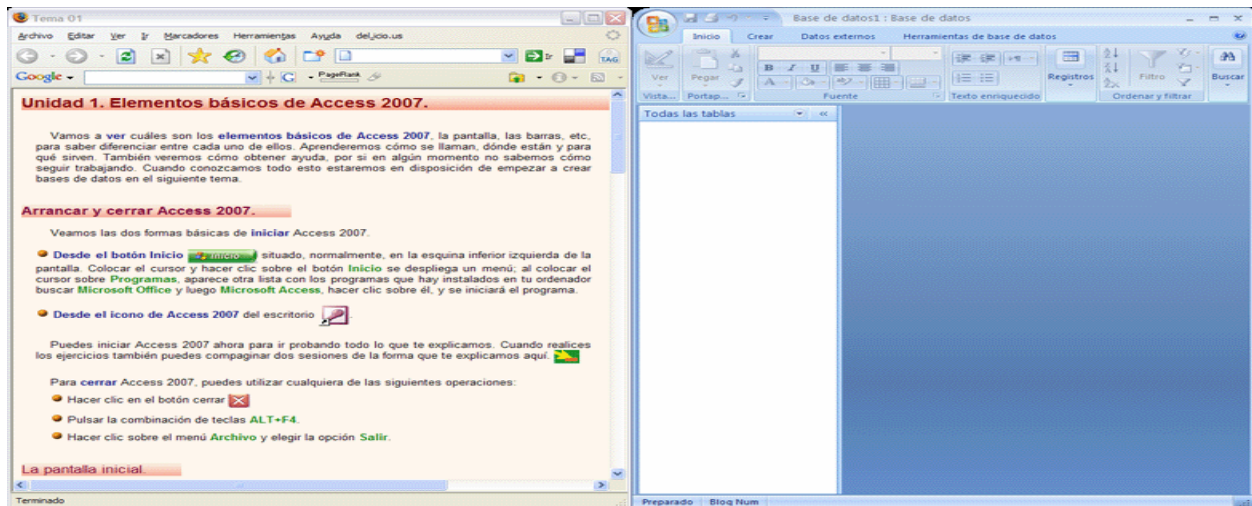 Tema 01
Archivo Editar Ver Ir Marcadores Herramientas Ayuda del.icio.us
Ir TAG
Google G PageRank
Unidad 1. Elementos básicos de Access 2007.
Vamos a ver cuáles son los elementos básicos de Access 2007, la pantalla, las barras, etc,
para saber diferenciar entre cada uno de ellos. Aprenderemos cómo se llaman, dónde están y para
qué sirven. También veremos cómo obtener ayuda, por si en algún momento no sabemos cómo
seguir trabajando. Cuando conozcamos todo esto estaremos en disposición de empezar a crear
bases de datos en el siguiente tema.
Arrancar y cerrar Access 2007.
Veamos las dos formas básicas de iniciar Access 2007.
Desde el botón Inicio Inicio situado, normalmente, en la esquina inferior izquierda de la
pantalla. Colocar el cursor y hacer clic sobre el botón Inicio se despliega un menú; al colocar el
cursor sobre Programas, aparece otra lista con los programas que hay instalados en tu ordenador
buscar Microsoft Office y luego Microsoft Access, hacer clic sobre él, y se iniciará el programa.
Desde el icono de Access 2007 del escritorio .
Puedes iniciar Access 2007 ahora para ir probando todo lo que te explicamos. Cuando realices
los ejercicios también puedes compaginar dos sesiones de la forma que te explicamos aquí.
Para cerrar Access 2007, puedes utilizar cualquiera de las siguientes operaciones:
Hacer clic en el botón cerrar
Pulsar la combinación de teclas ALT+F4.
Hacer clic sobre el menú Archivo y elegir la opción Salir.
La pantalla inicial.
Terminado
Base de datos1 : Base de datos
Inicio Crear Datos externos Herramientas de base de datos
Ver Pegar N K S A Registros Filtro Buscar
Vista... Portap... Fuente Texto enriquecido Ordenar y filtrar
Todas las tablas
Preparado Bloq Num